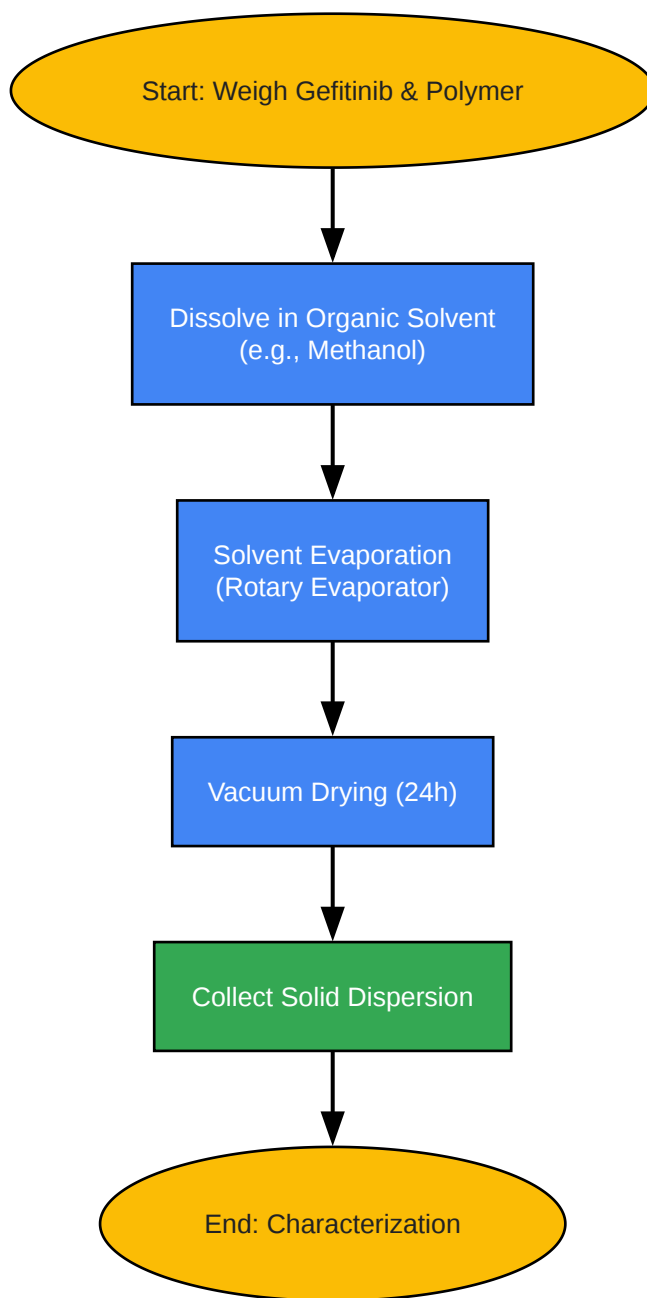 Start: Weigh Gefitinib & Polymer
Dissolve in Organic Solvent
(e.g., Methanol)
Solvent Evaporation
(Rotary Evaporator)
Vacuum Drying (24h)
Collect Solid Dispersion
End: Characterization